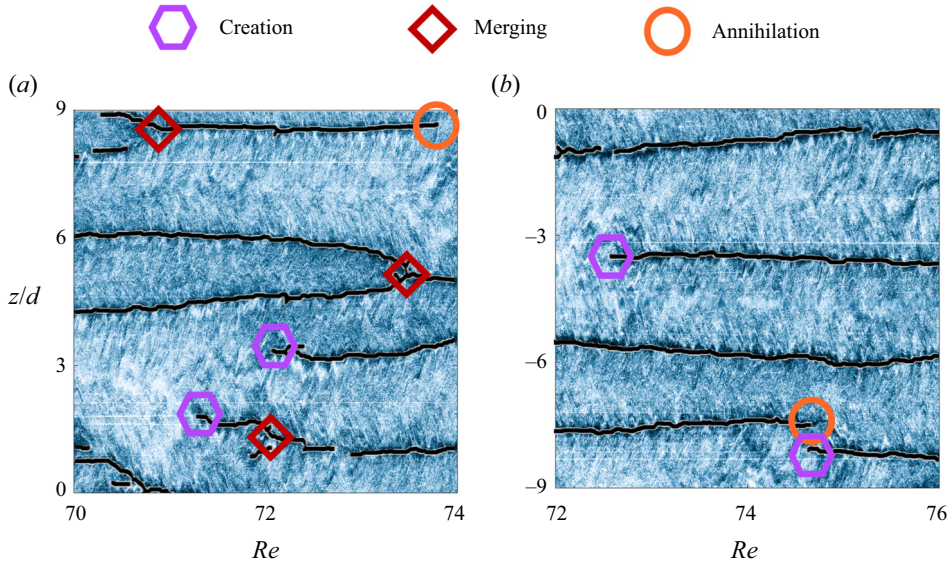 Creation Merging Annihilation
(a) (b)
9 0
6 –3
z/d
3 –6
0 –9
70 72 74 72 74 76
Re Re